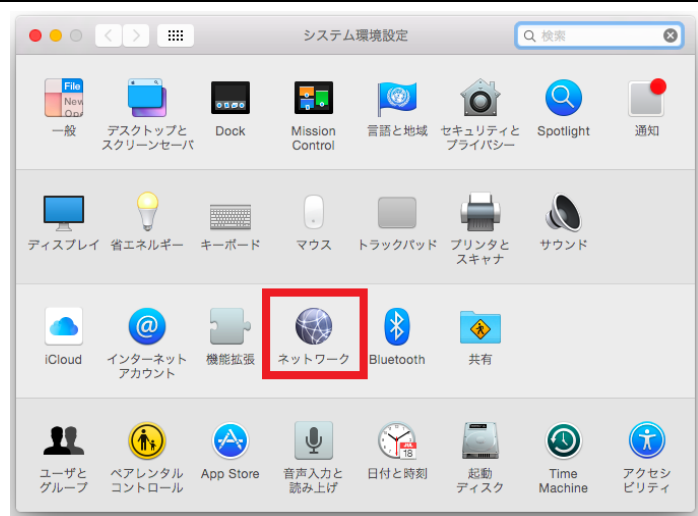 システム環境設定
検索
File
New
Ope
一般
デスクトップと
スクリーンセーバ
Dock
Mission
Control
言語と地域
セキュリティと
プライバシー
Spotlight
通知
ディスプレイ
省エネルギー
キーボード
マウス
トラックパッド
プリンタと
スキャナ
サウンド
iCloud
インターネット
アカウント
機能拡張
ネットワーク
Bluetooth
共有
ユーザと
グループ
ペアレンタル
コントロール
App Store
音声入力と
読み上げ
JUL
18
日付と時刻
起動
ディスク
Time
Machine
アクセシ
ビリティ